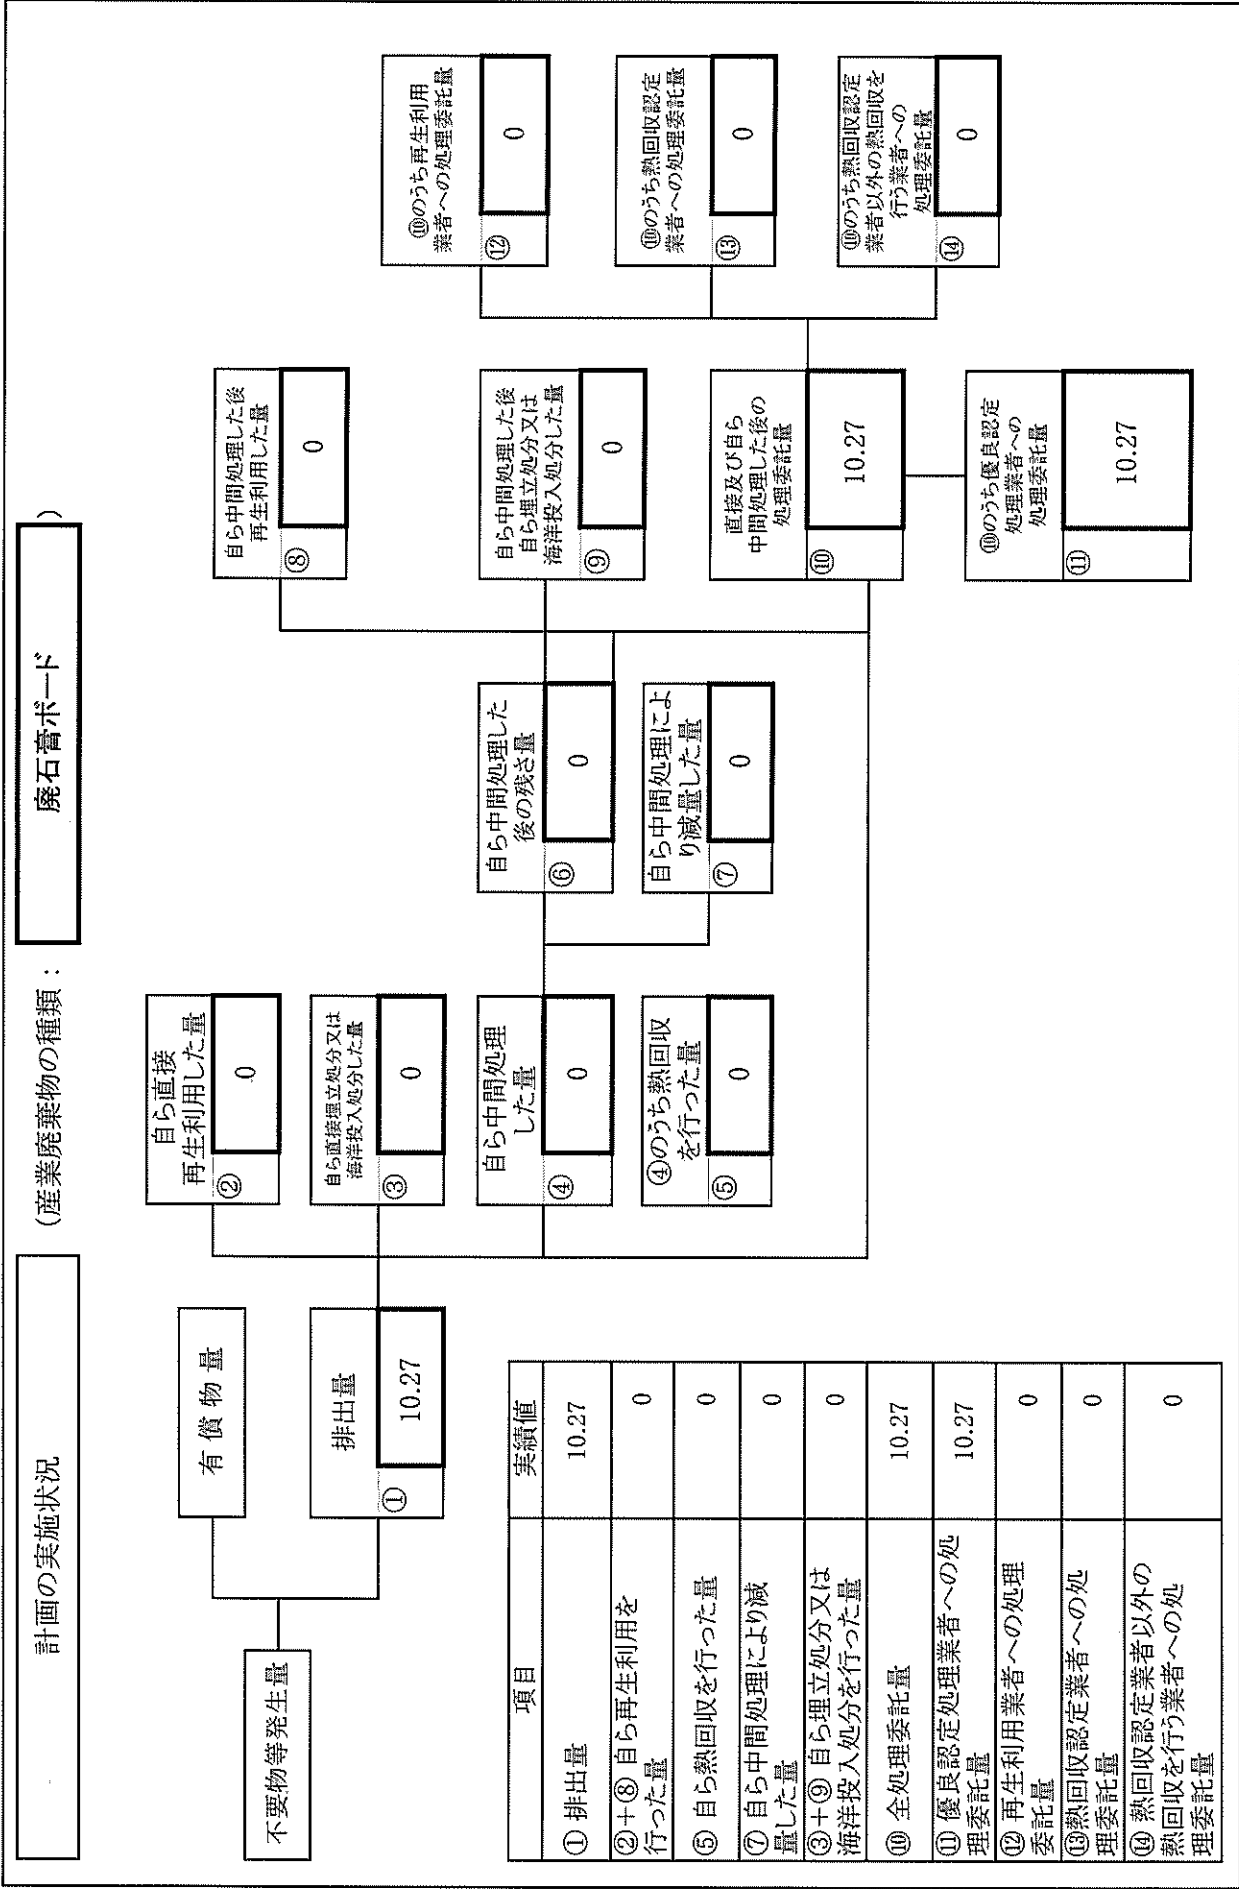 計画の実施状況
(産業廃棄物の種類：
廃石膏ボード
)
不要物等発生量
有 償 物 量
排出量
①
10.27
自ら直接
再生利用した量
②
0
自ら直接埋立処分又は
海洋投入処分した量
③
0
自ら中間処理
した量
④
0
④のうち熱回収
を行った量
⑤
0
自ら中間処理した
後の残さ量
⑥
0
自ら中間処理によ
り減量した量
⑦
0
自ら中間処理した後
再生利用した量
⑧
0
自ら中間処理した後
自ら埋立処分又は
海洋投入処分した量
⑨
0
直接及び自ら
中間処理した後の
処理委託量
⑩
10.27
⑩のうち優良認定
処理業者への
処理委託量
⑪
10.27
⑩のうち再生利用
業者への処理委託量
⑫
0
⑩のうち熱回収認定
業者への処理委託量
⑬
0
⑩のうち熱回収認定
業者以外の熱回収を
行う業者への
処理委託量
⑭
0
項目 実績値
① 排出量 10.27
②＋⑧ 自ら再生利用を
行った量 0
⑤ 自ら熱回収を行った量 0
⑦ 自ら中間処理により減
量した量 0
③＋⑨ 自ら埋立処分又は
海洋投入処分を行った量 0
⑩ 全処理委託量 10.27
⑪ 優良認定処理業者への処
理委託量 10.27
⑫ 再生利用業者への処理
委託量 0
⑬熱回収認定業者への処
理委託量 0
⑭ 熱回収認定業者以外の
熱回収を行う業者への処
理委託量 0